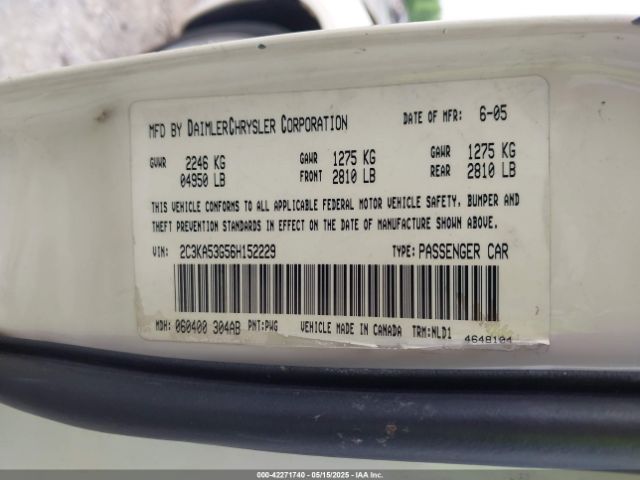 MFD BY DAIMLERCHRYSLER CORPORATION DATE OF MFR: 6-05
GVWR 2246 KG GAWR 1275 KG GAWR 1275 KG
04950 LB FRONT 2810 LB REAR 2810 LB
THIS VEHICLE CONFORMS TO ALL APPLICABLE FEDERAL MOTOR VEHICLE SAFETY, BUMPER AND
THEFT PREVENTION STANDARDS IN EFFECT ON THE DATE OF MANUFACTURE SHOWN ABOVE.
VIN: 2C3KA53G56H152229 TYPE: PASSENGER CAR
MDH: 060400 304AB PNT: PWG VEHICLE MADE IN CANADA TRM: NLD1
4648104
000-42271740 - 05/15/2025 - IAA Inc.